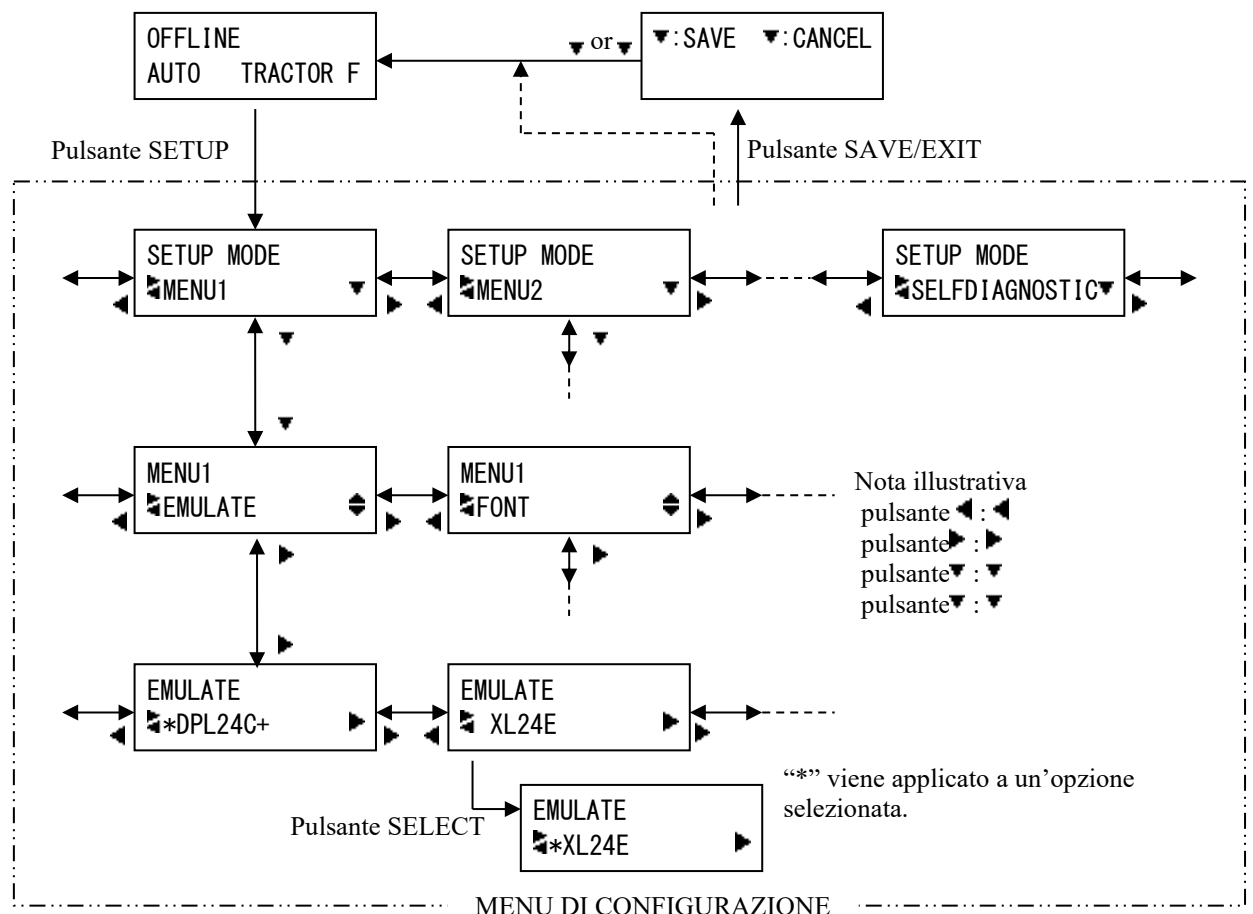 OFFLINE
AUTO TRACTOR F
▼ or ▼
▼:SAVE ▼:CANCEL
Pulsante SETUP
Pulsante SAVE/EXIT
SETUP MODE
MENU1 ▼
SETUP MODE
MENU2 ▼
SETUP MODE
SELFDIAGNOSTIC▼
MENU1
EMULATE
MENU1
FONT
Nota illustrativa
pulsante ◀ : ◀
pulsante▶ : ▶
pulsante▼ : ▼
pulsante▼ : ▼
EMULATE
*DPL24C+ ▶
EMULATE
XL24E ▶
"*" viene applicato a un'opzione
selezionata.
Pulsante SELECT
EMULATE
*XL24E ▶
MENU DI CONFIGURAZIONE